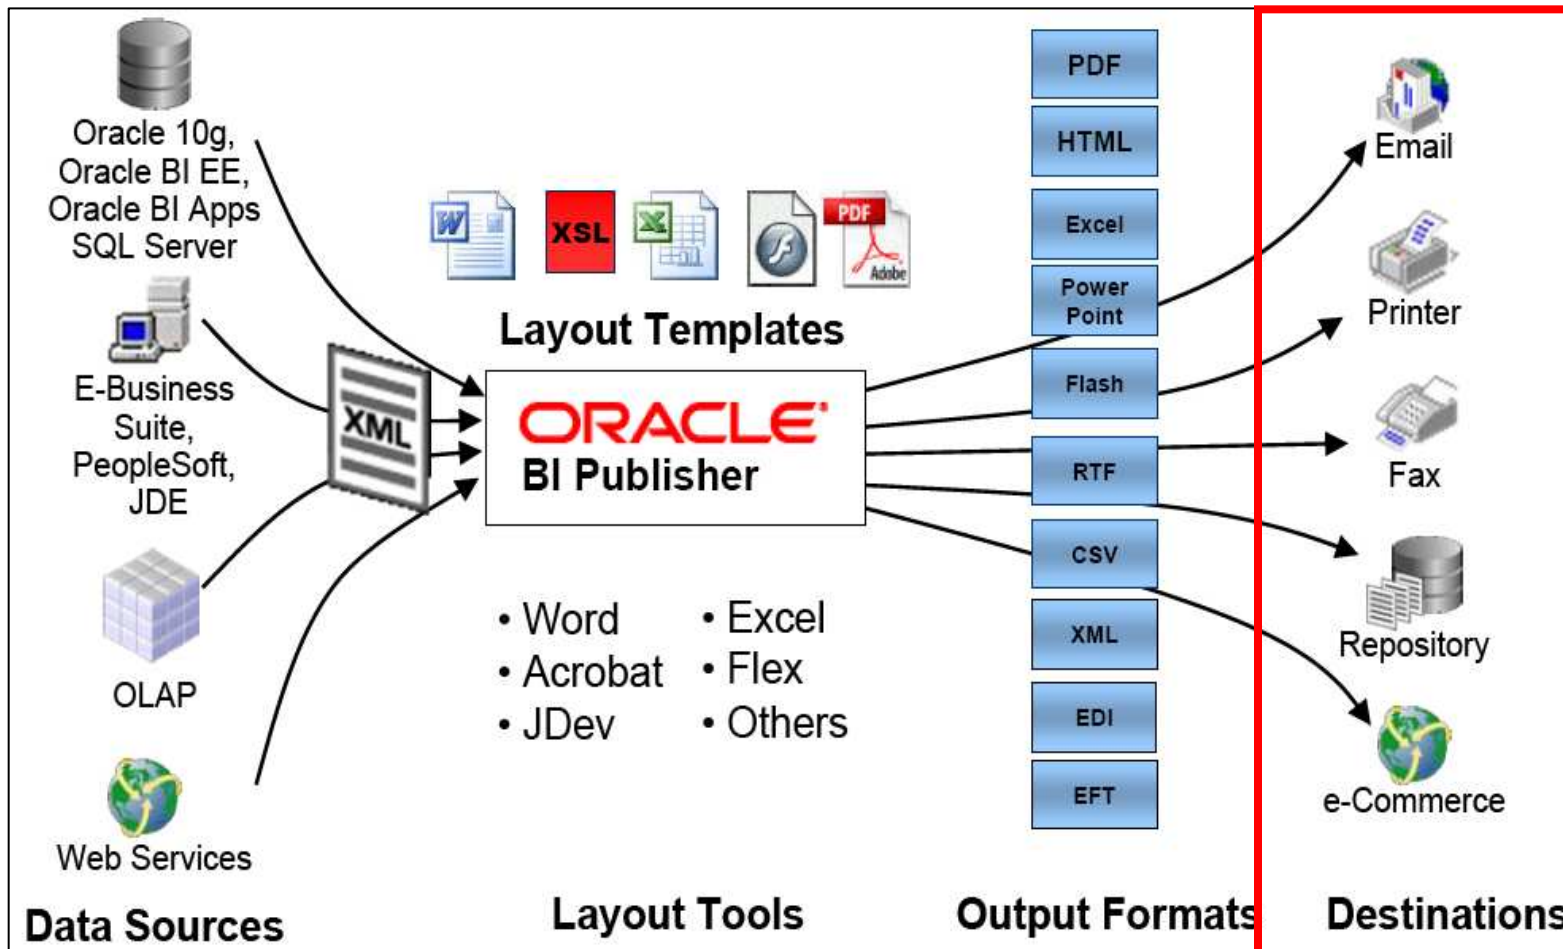 Oracle 10g,
Oracle BI EE,
Oracle BI Apps
SQL Server
E-Business
Suite,
PeopleSoft,
JDE
OLAP
Web Services
Data Sources
XML
W
XSL
X
PDF
Adobe
Layout Templates
ORACLE
BI Publisher
• Word
• Acrobat
• JDev
• Excel
• Flex
• Others
Layout Tools
PDF
HTML
Excel
Power
Point
Flash
RTF
CSV
XML
EDI
EFT
Output Formats
Email
Printer
Fax
Repository
e-Commerce
Destinations